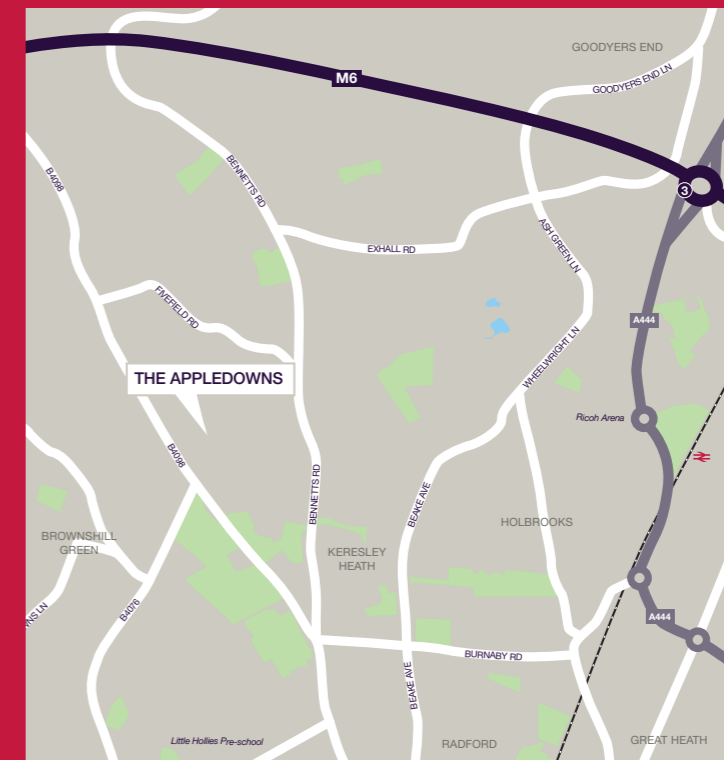 GOODYERS END
M6
GOODYERS END LN
B4098
BENNETTS RD
3
EXHALL RD
ASH GREEN LN
FIVEFIELD RD
A444
WHEELWRIGHT LN
THE APPLEDOWNS
Ricoh Arena
B4098
BENNETTS RD
BEAKE AVE
HOLBROOKS
BROWNSHILL
GREEN
KERESLEY
HEATH
WNS LN
B4076
A444
BURNABY RD
BEAKE AVE
Little Hollies Pre-school
RADFORD
GREAT HEATH